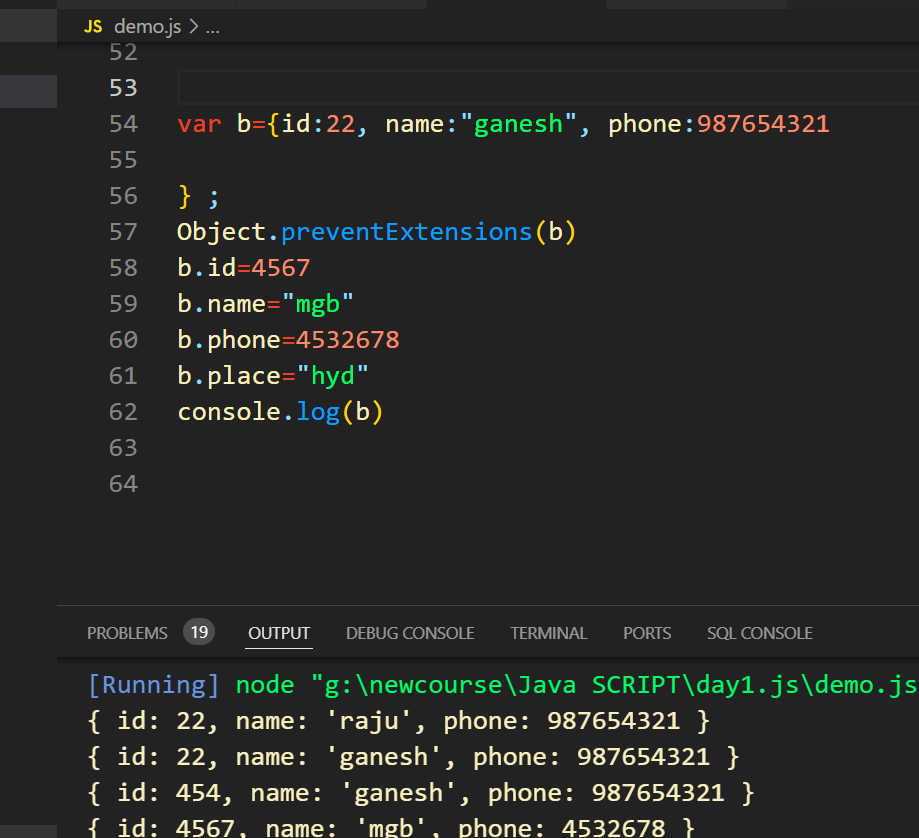 JS demo.js > ...
52
53
54 var b={id:22, name:"ganesh", phone:987654321
55
56 } ;
57 Object.preventExtensions(b)
58 b.id=4567
59 b.name="mgb"
60 b.phone=4532678
61 b.place="hyd"
62 console.log(b)
63
64
PROBLEMS 19 OUTPUT DEBUG CONSOLE TERMINAL PORTS SQL CONSOLE
[Running] node "g:\newcourse\Java SCRIPT\day1.js\demo.js
{ id: 22, name: 'raju', phone: 987654321 }
{ id: 22, name: 'ganesh', phone: 987654321 }
{ id: 454, name: 'ganesh', phone: 987654321 }
{ id: 4567, name: 'mgb', phone: 4532678 }